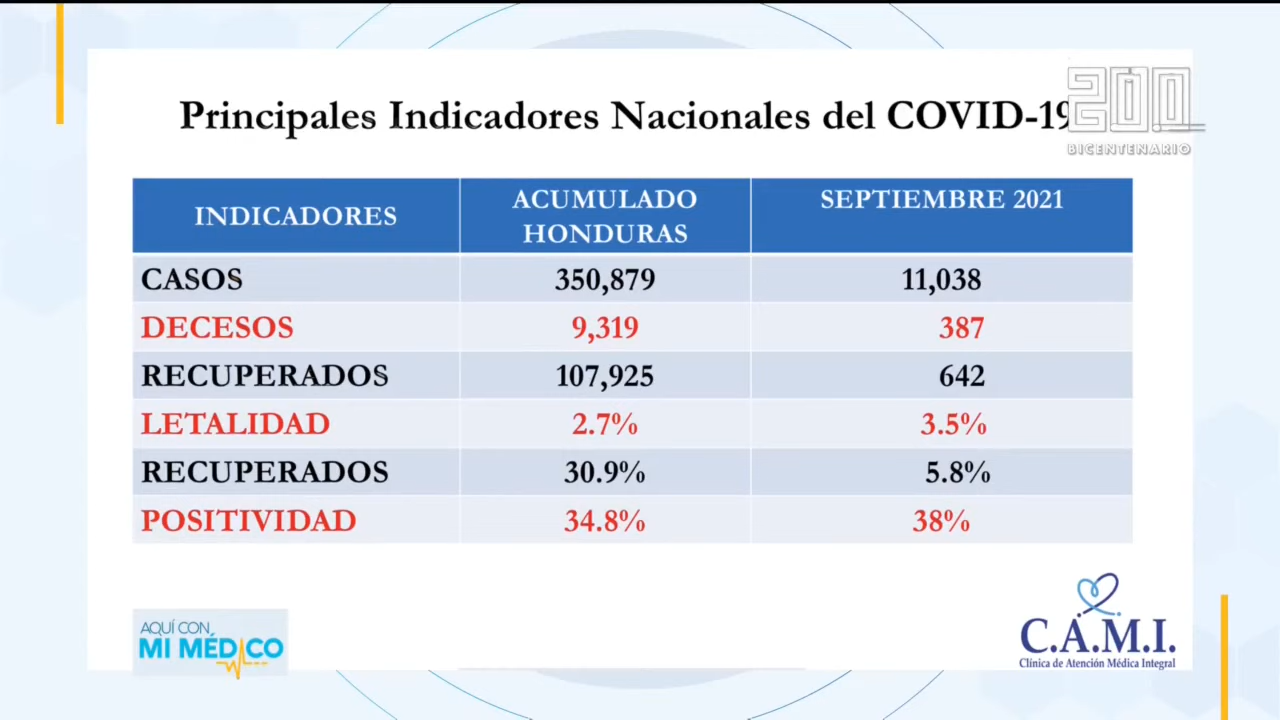 Principales Indicadores Nacionales del COVID-19
200
BICENTENARIO
INDICADORES
ACUMULADO
HONDURAS
SEPTIEMBRE 2021
CASOS 350,879 11,038
DECESOS 9,319 387
RECUPERADOS 107,925 642
LETALIDAD 2.7% 3.5%
RECUPERADOS 30.9% 5.8%
POSITIVIDAD 34.8% 38%
AQUÍ CON
MI MÉDICO
C.A.M.I.
Clínica de Atención Médica Integral